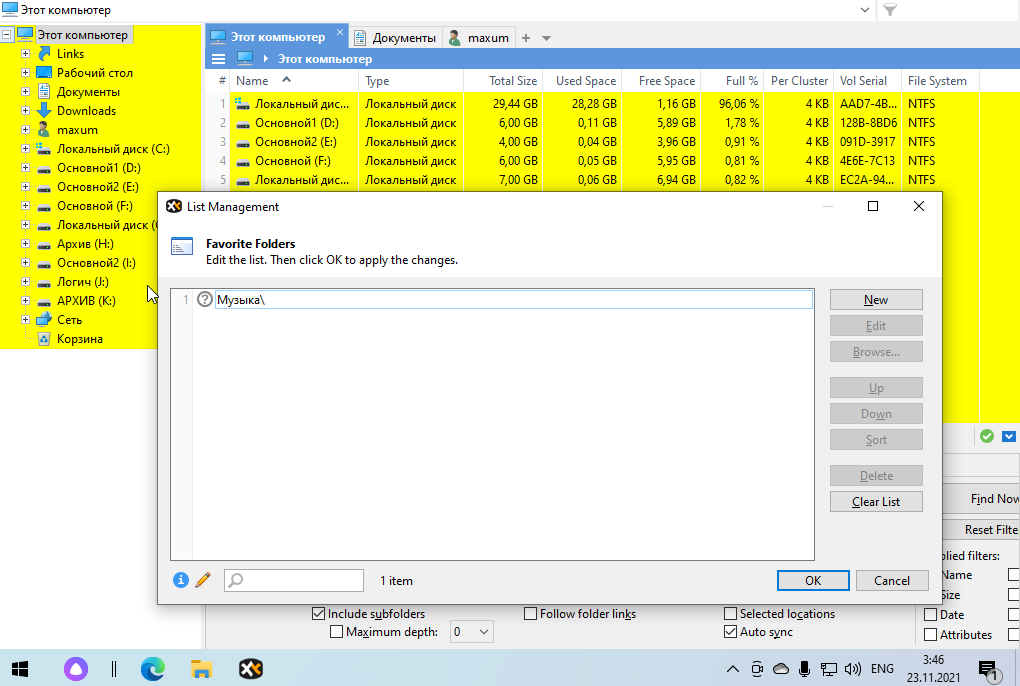 Этот компьютер
Этот компьютер
Links
Рабочий стол
Документы
Downloads
maxum
Локальный диск (C:)
Основной1 (D:)
Основной2 (E:)
Основной (F:)
Локальный диск (
Архив (H:)
Основной2 (I:)
Логич (J:)
АРХИВ (K:)
Сеть
Корзина
Этот компьютер Документы maxum
Этот компьютер
# Name Type Total Size Used Space Free Space Full % Per Cluster Vol Serial File System
1 Локальный дис... Локальный диск 29,44 GB 28,28 GB 1,16 GB 96,06 % 4 KB AAD7-4B... NTFS
2 Основной1 (D:) Локальный диск 6,00 GB 0,11 GB 5,89 GB 1,78 % 4 KB 128B-8BD6 NTFS
3 Основной2 (E:) Локальный диск 4,00 GB 0,04 GB 3,96 GB 0,91 % 4 KB 091D-3917 NTFS
4 Основной (F:) Локальный диск 6,00 GB 0,05 GB 5,95 GB 0,81 % 4 KB 4E6E-7C13 NTFS
5 Локальный дис... Локальный диск 7,00 GB 0,06 GB 6,94 GB 0,82 % 4 KB EC2A-94... NTFS
List Management
Favorite Folders
Edit the list. Then click OK to apply the changes.
1 Музыка\
New
Edit
Browse...
Up
Down
Sort
Delete
Clear List
1 item
OK
Cancel
Find Now
Reset Filte
plied filters:
Name
Size
Date
Attributes
Include subfolders
Follow folder links
Selected locations
Maximum depth: 0
Auto sync
ENG
3:46
23.11.2021
1